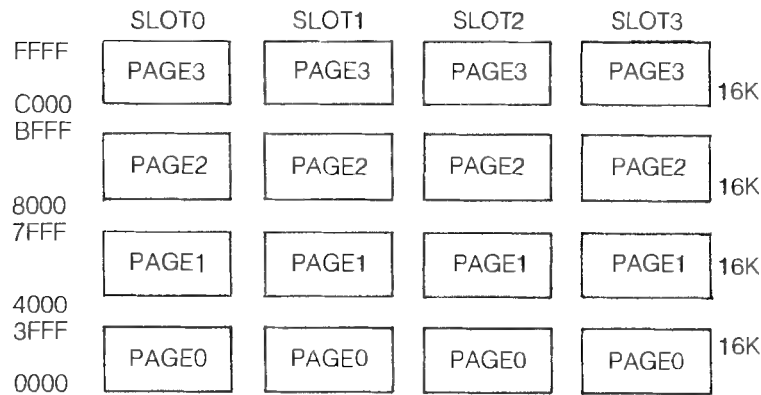 SLOT0 SLOT1 SLOT2 SLOT3
FFFF
PAGE3 PAGE3 PAGE3 PAGE3
16K
C000
BFFF
PAGE2 PAGE2 PAGE2 PAGE2
16K
8000
7FFF
PAGE1 PAGE1 PAGE1 PAGE1
16K
4000
3FFF
PAGE0 PAGE0 PAGE0 PAGE0
16K
0000